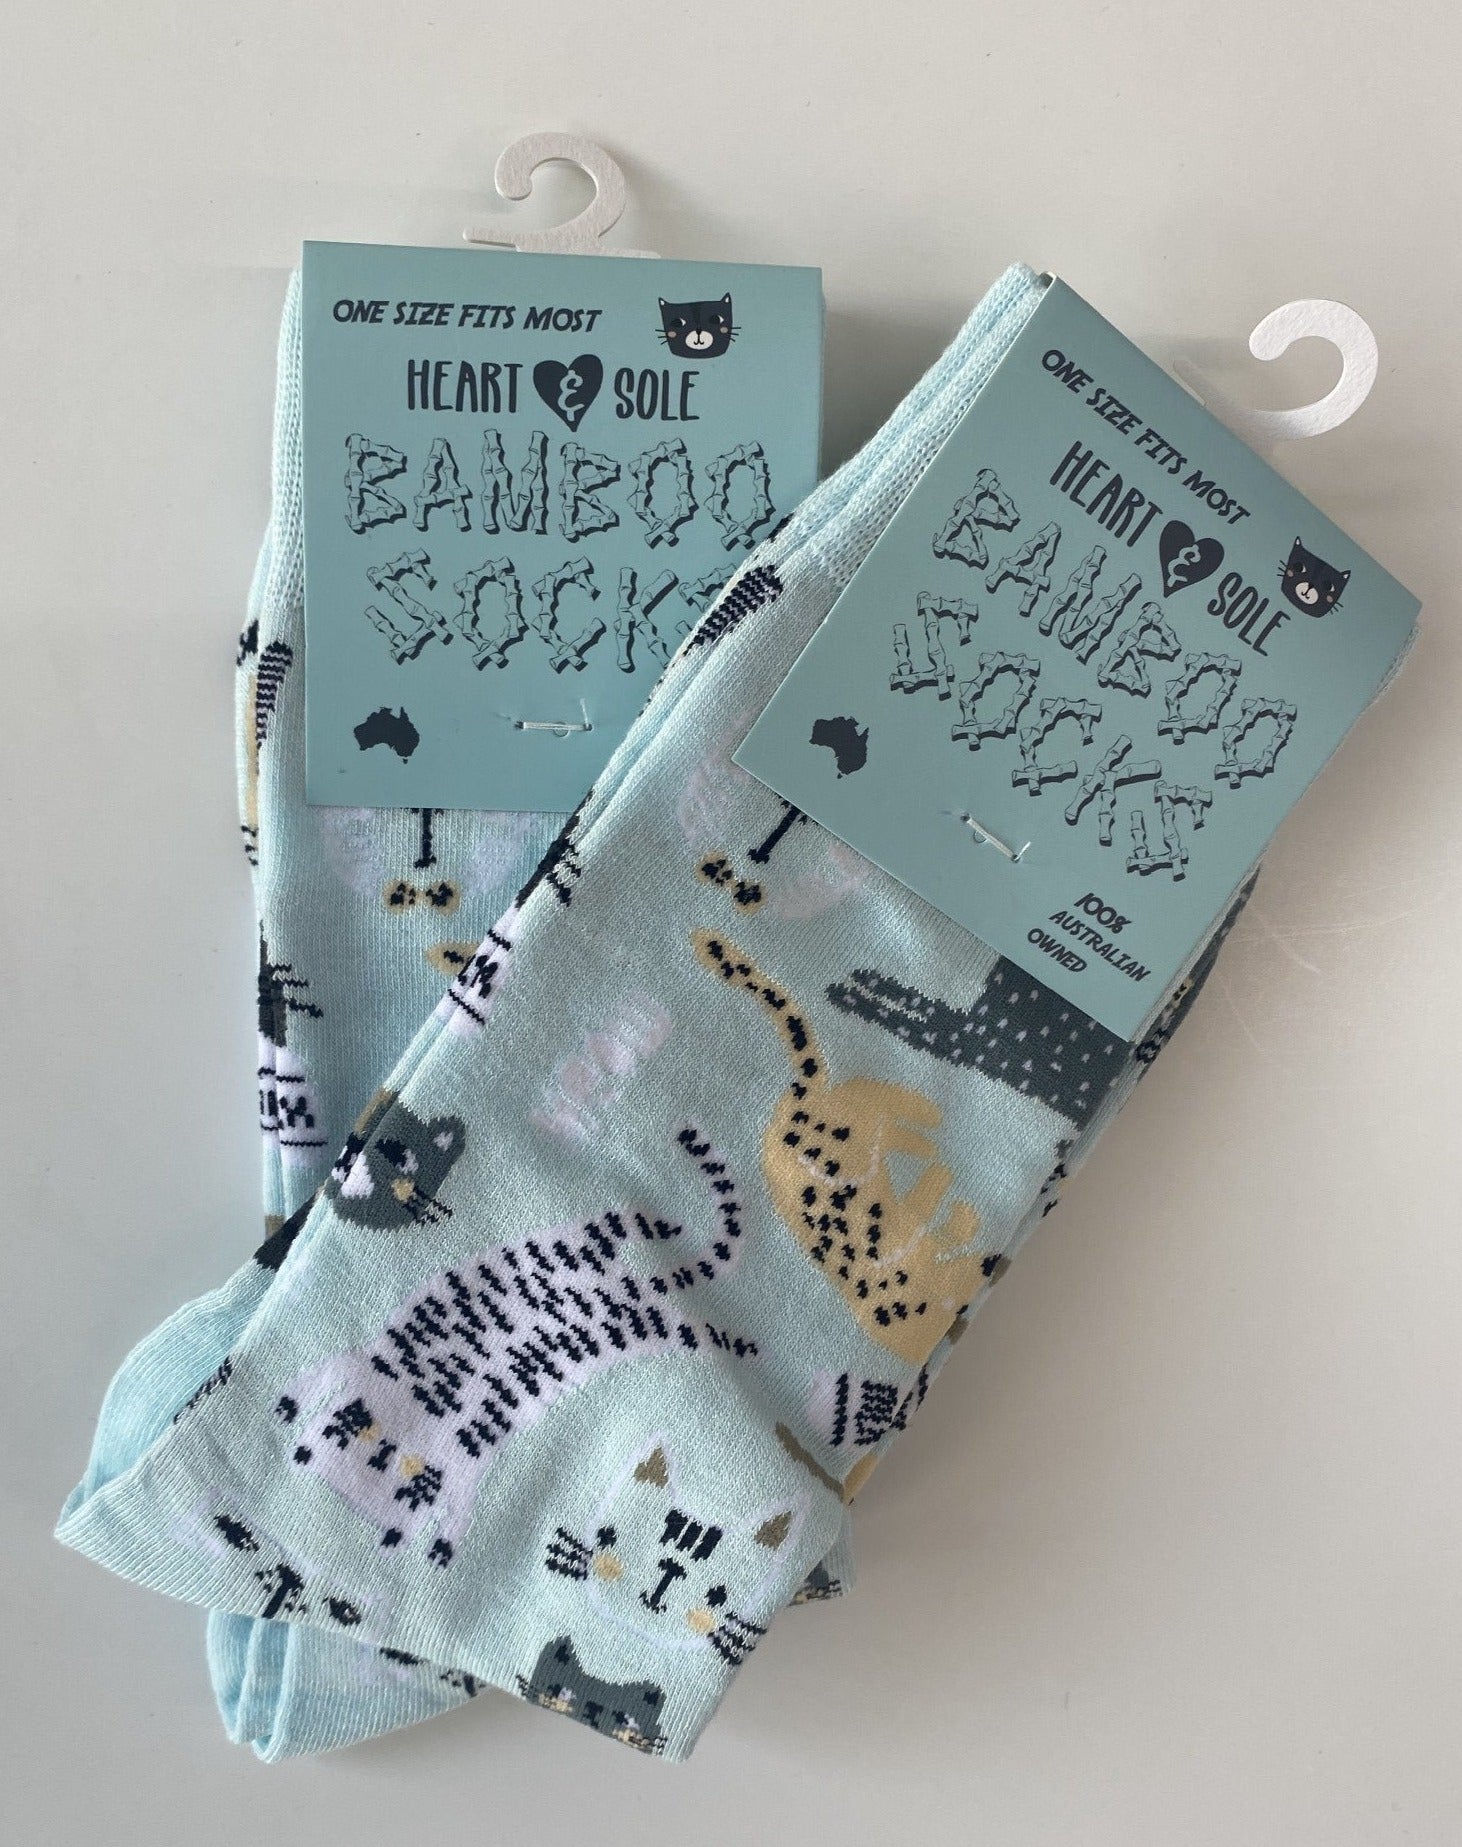 ONE SIZE FITS MOST
HEART & SOLE
BAMBOO
SOCKS
ONE SIZE FITS MOST
HEART & SOLE
BAMBOO
SOCKS
100%
AUSTRALIAN
OWNED